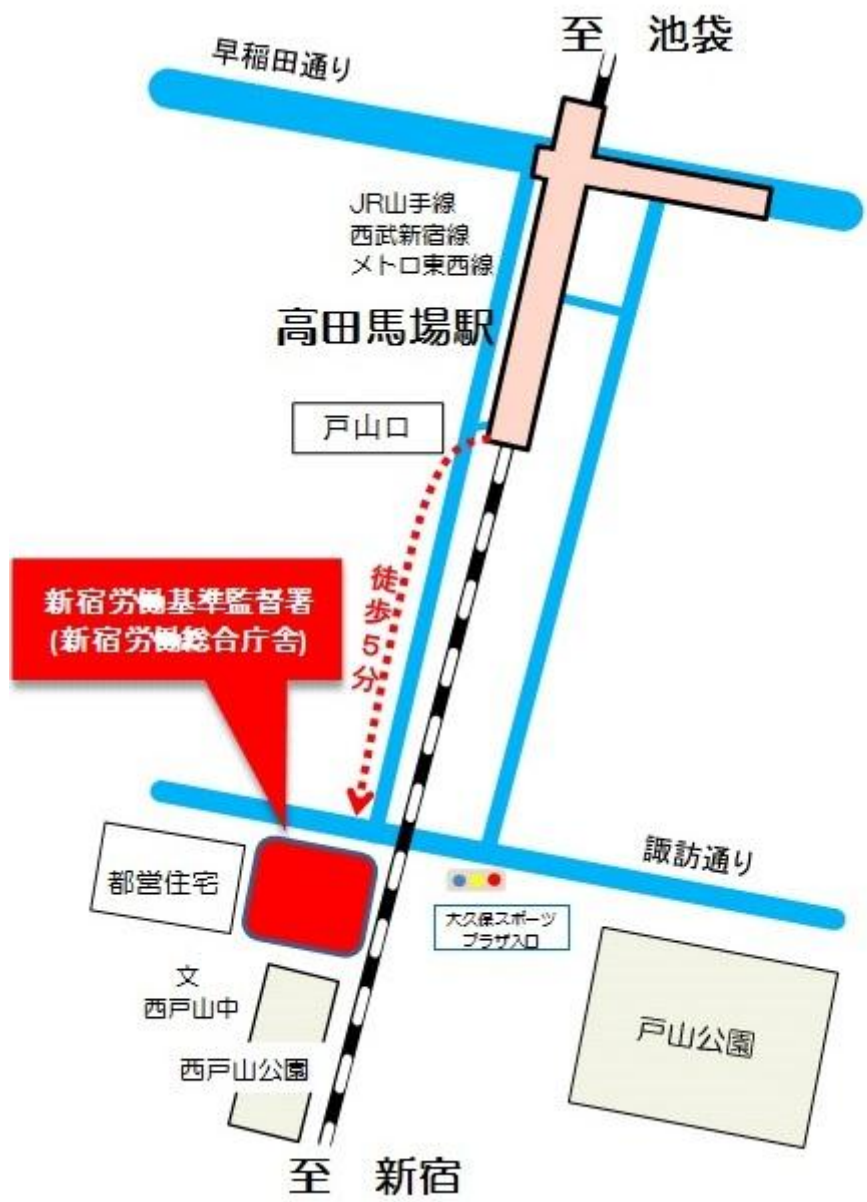 至 池袋
早稲田通り
JR山手線
西武新宿線
メトロ東西線
高田馬場駅
戸山口
徒歩5分
新宿労働基準監督署
(新宿労働総合庁舎)
諏訪通り
都営住宅
大久保スポーツ
プラザ入口
文
西戸山中
西戸山公園
戸山公園
至 新宿